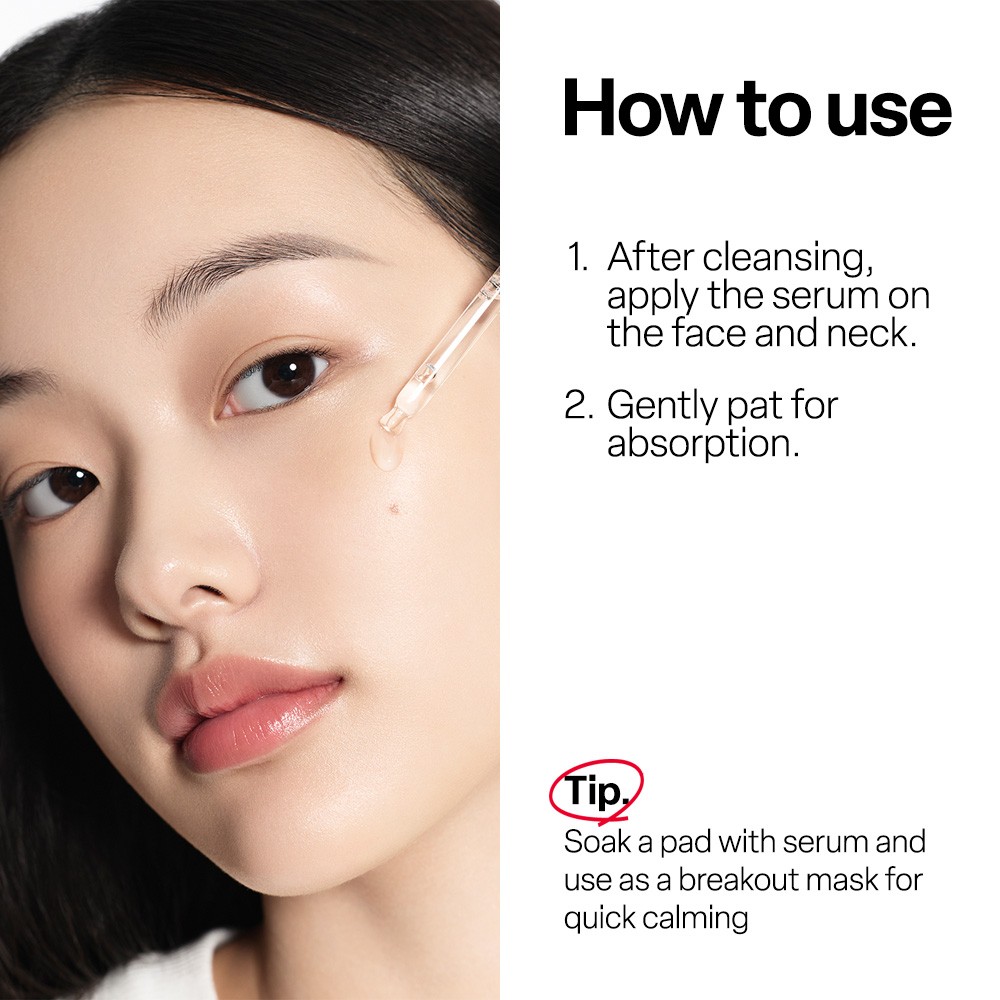 How to use
1. After cleansing,
apply the serum on
the face and neck.
2. Gently pat for
absorption.
Tip.
Soak a pad with serum and
use as a breakout mask for
quick calming